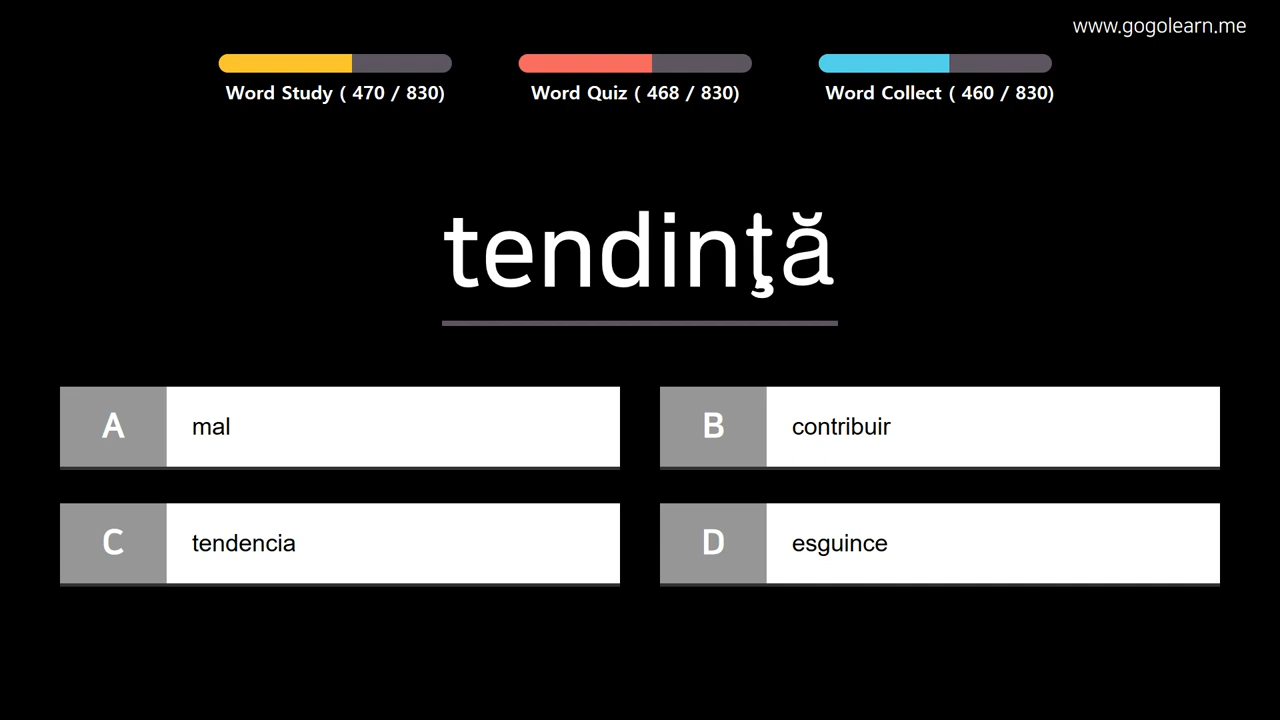 www.gogolearn.me
Word Study ( 470 / 830)
Word Quiz ( 468 / 830)
Word Collect ( 460 / 830)
tendinţă
A mal
B contribuir
C tendencia
D esguince